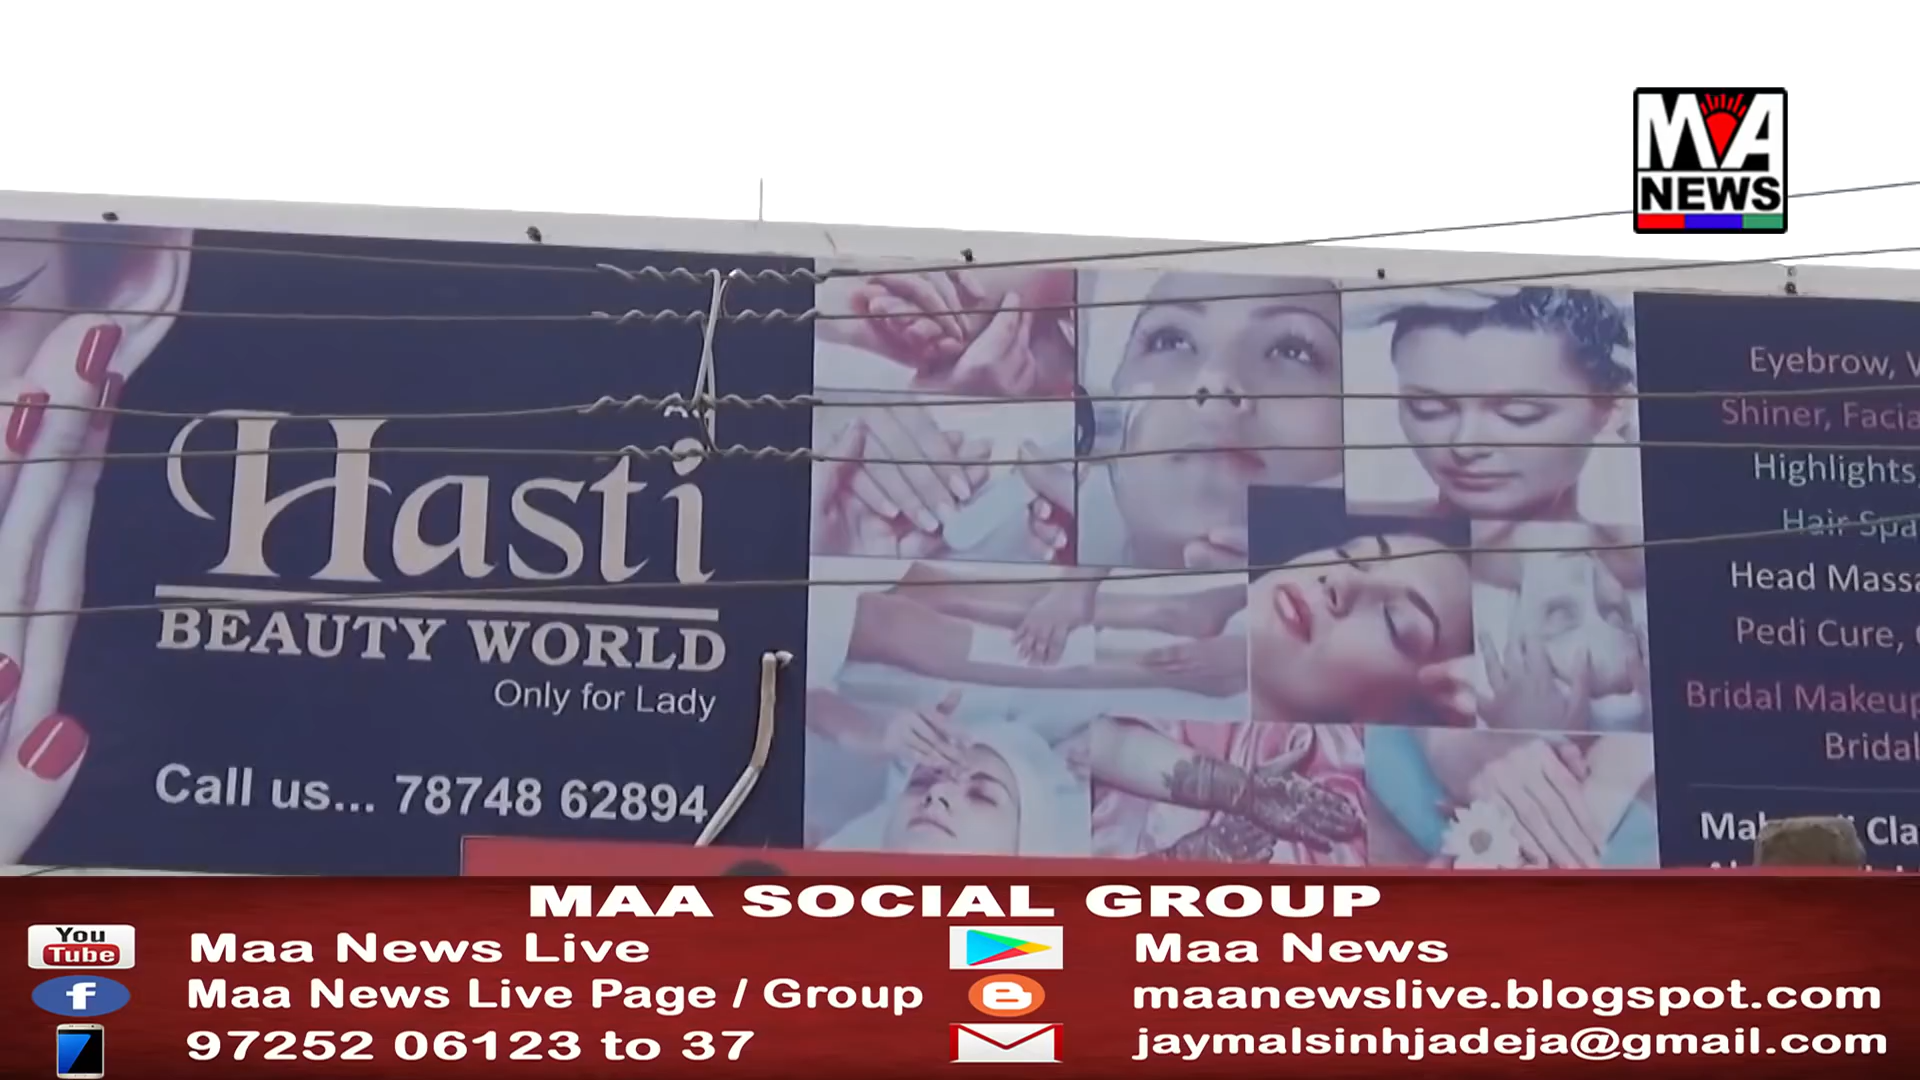 MAA
NEWS
Hasti
BEAUTY WORLD
Only for Lady
Call us... 78748 62894
Eyebrow,
Shiner,
Highlights,
Hair Spa
Head
Pedi Cure,
Bridal
Bridal
MAA SOCIAL GROUP
You
Tube
Maa News Live
Maa News
f
Maa News Live Page / Group
maanewslive.blogspot.com
97252 06123 to 37
jaymalsinhjadeja@gmail.com